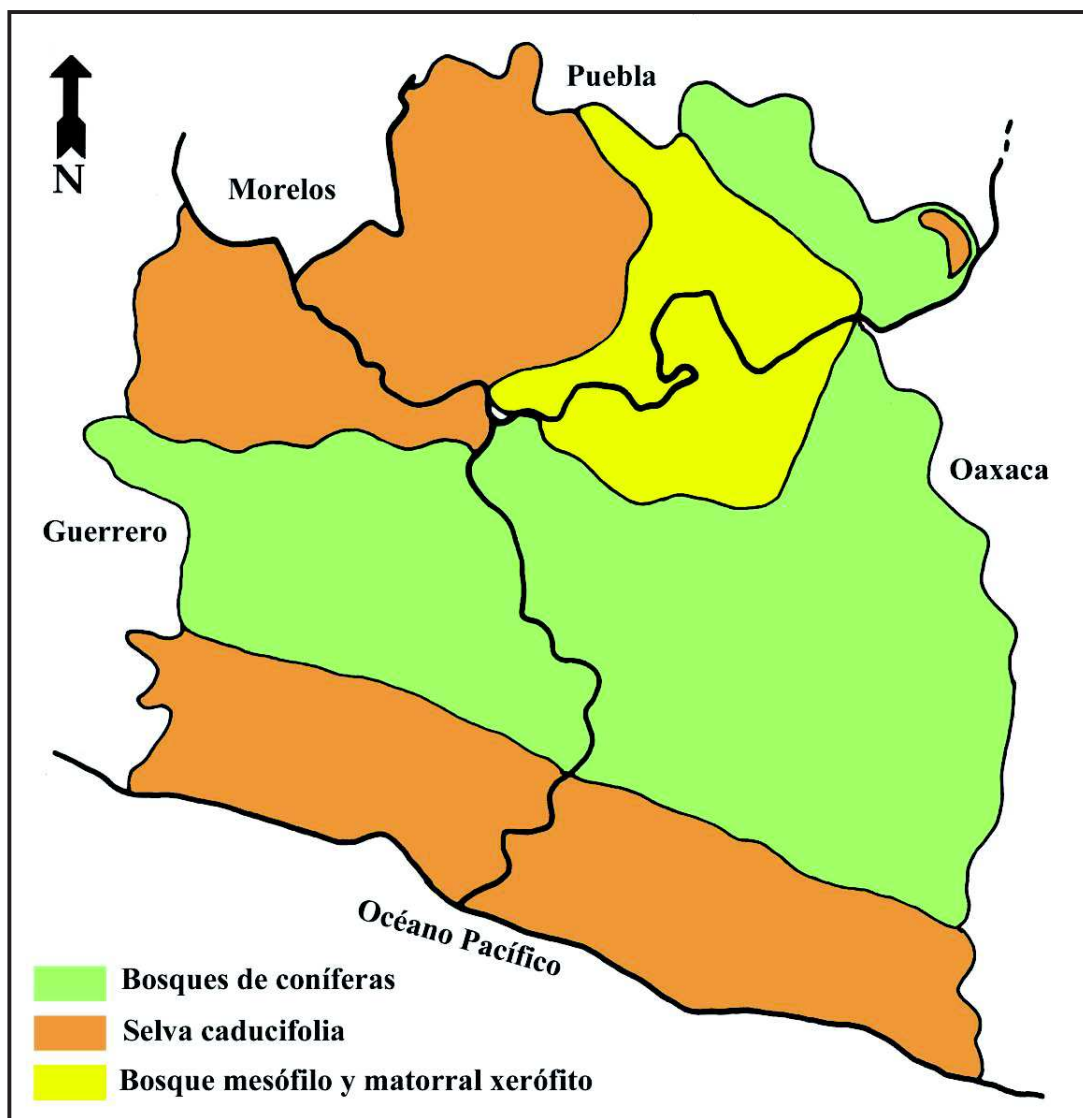 Puebla
N
Morelos
Oaxaca
Guerrero
Océano Pacífico
Bosques de coníferas
Selva caducifolia
Bosque mesófilo y matorral xerófito